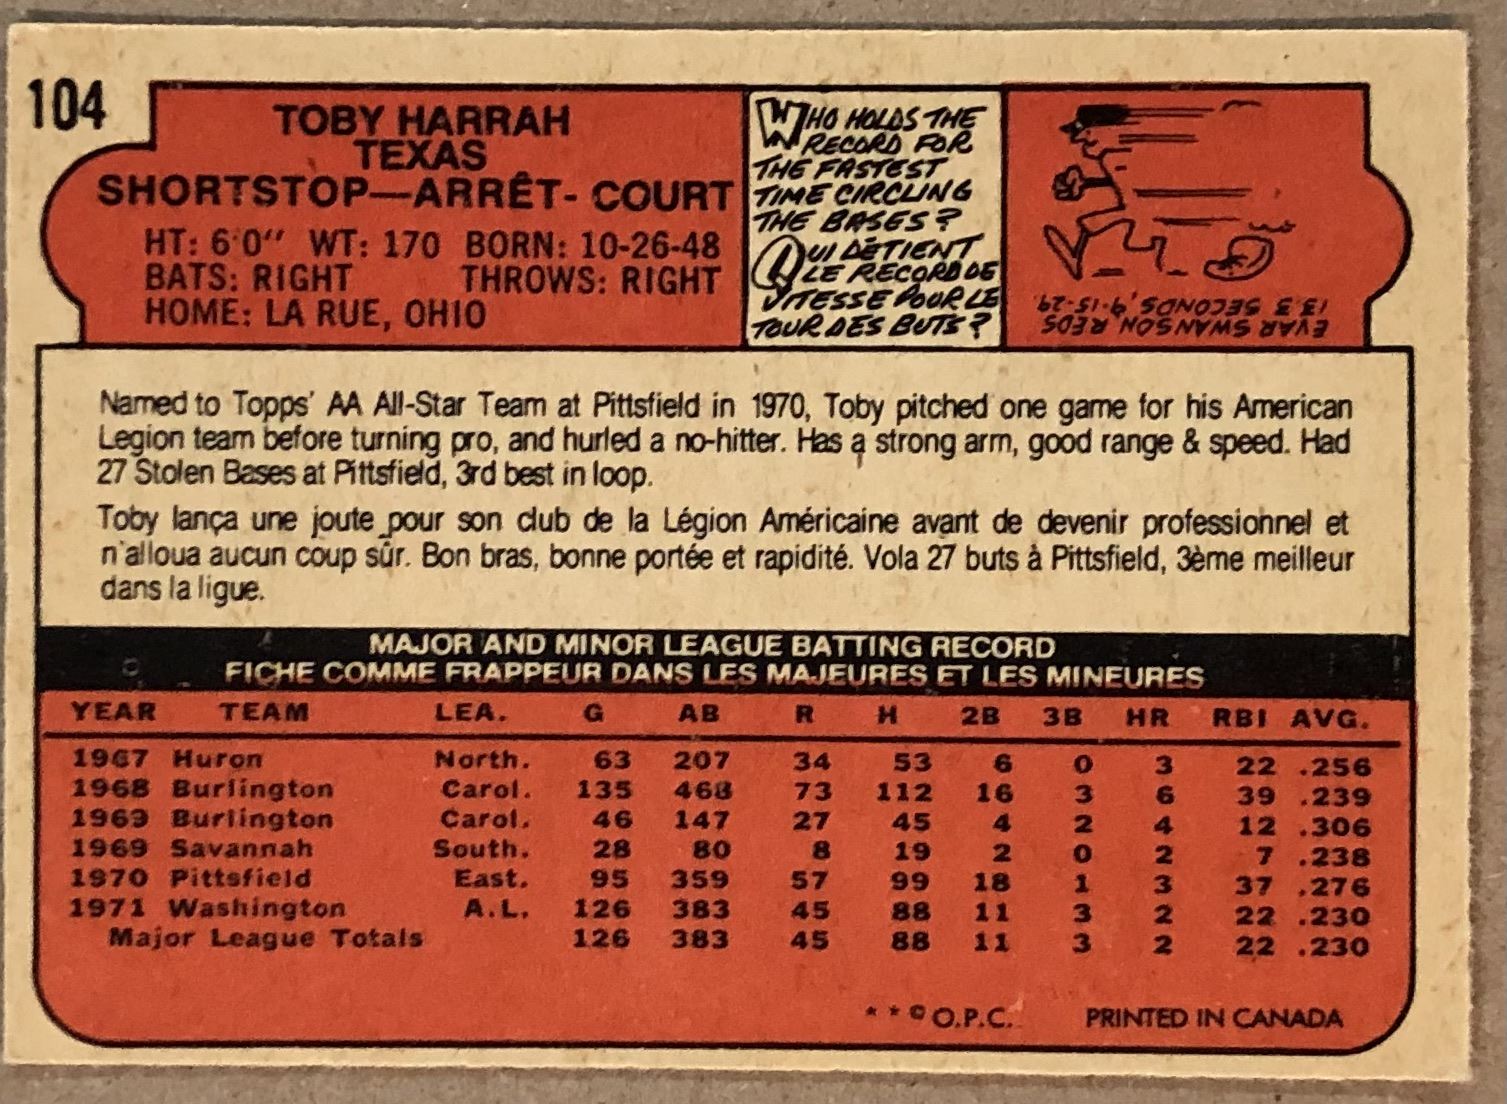 104
TOBY HARRAH
TEXAS
SHORTSTOP—ARRÊT- COURT
HT: 6'0" WT: 170 BORN: 10-26-48
BATS: RIGHT THROWS: RIGHT
HOME: LA RUE, OHIO
WHO HOLDS THE
RECORD FOR
THE FASTEST
TIME CIRCLING
THE BASES?
QUI DÉTIENT
LE RECORD DE
VITESSE POUR LE
TOUR DES BUTS?
EVAR SWANSON, REDS
13.3 SECONDS, 9-15-29.
Named to Topps' AA All-Star Team at Pittsfield in 1970, Toby pitched one game for his American
Legion team before turning pro, and hurled a no-hitter. Has a strong arm, good range & speed. Had
27 Stolen Bases at Pittsfield, 3rd best in loop.
Toby lança une joute pour son club de la Légion Américaine avant de devenir professionnel et
n'alloua aucun coup sûr. Bon bras, bonne portée et rapidité. Vola 27 buts à Pittsfield, 3ème meilleur
dans la ligue.
MAJOR AND MINOR LEAGUE BATTING RECORD
FICHE COMME FRAPPEUR DANS LES MAJEURES ET LES MINEURES
YEAR TEAM LEA. G AB R H 2B 3B HR RBI AVG.
1967 Huron North. 63 207 34 53 6 0 3 22 .256
1968 Burlington Carol. 135 468 73 112 16 3 6 39 .239
1969 Burlington Carol. 46 147 27 45 4 2 4 12 .306
1969 Savannah South. 28 80 8 19 2 0 2 7 .238
1970 Pittsfield East. 95 359 57 99 18 1 3 37 .276
1971 Washington A.L. 126 383 45 88 11 3 2 22 .230
Major League Totals 126 383 45 88 11 3 2 22 .230
* * © O.P.C. PRINTED IN CANADA